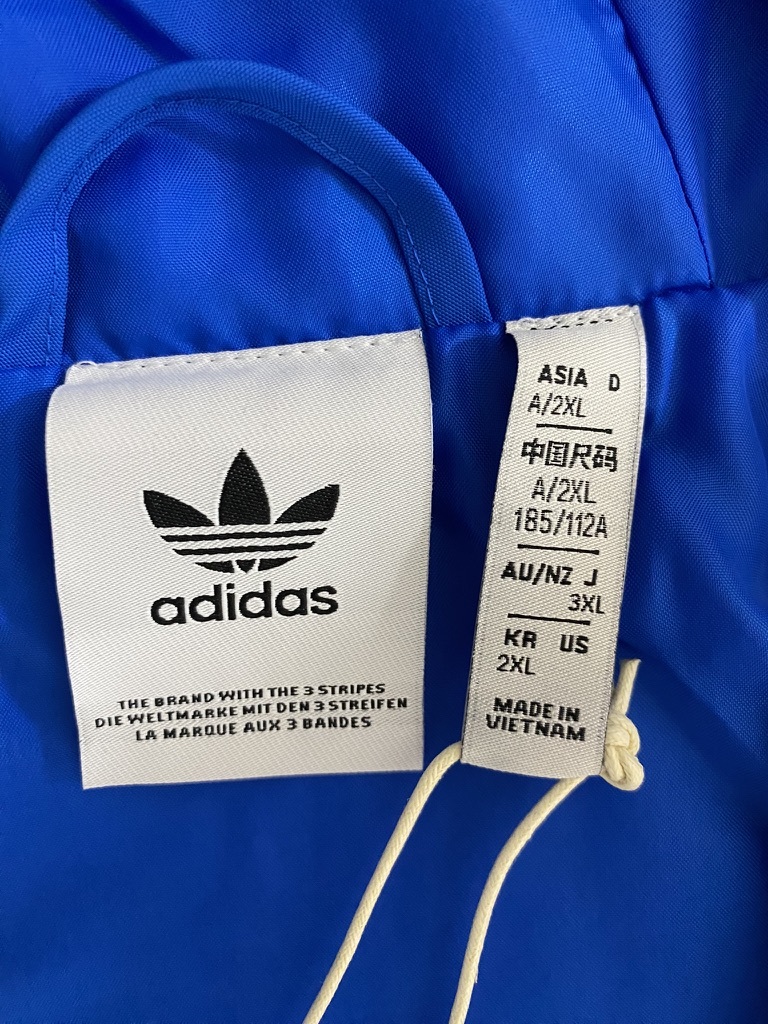 adidas
THE BRAND WITH THE 3 STRIPES
DIE WELTMARKE MIT DEN 3 STREIFEN
LA MARQUE AUX 3 BANDES
ASIA D
A/2XL
中国尺码
A/2XL
185/112A
AU/NZ J
3XL
KR US
2XL
MADE IN
VIETNAM